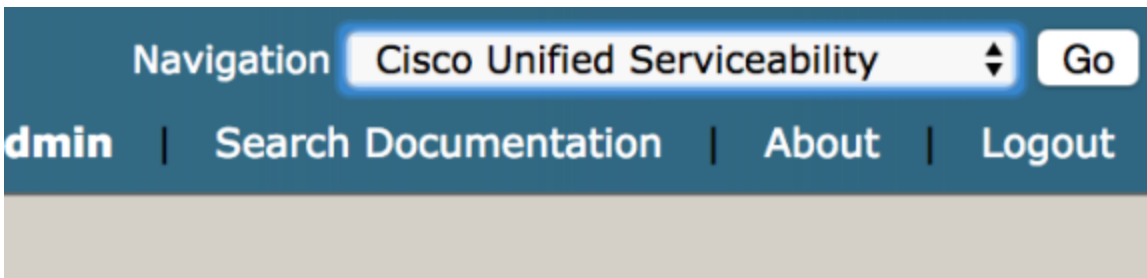 Navigation Cisco Unified Serviceability Go
dmin | Search Documentation | About | Logout